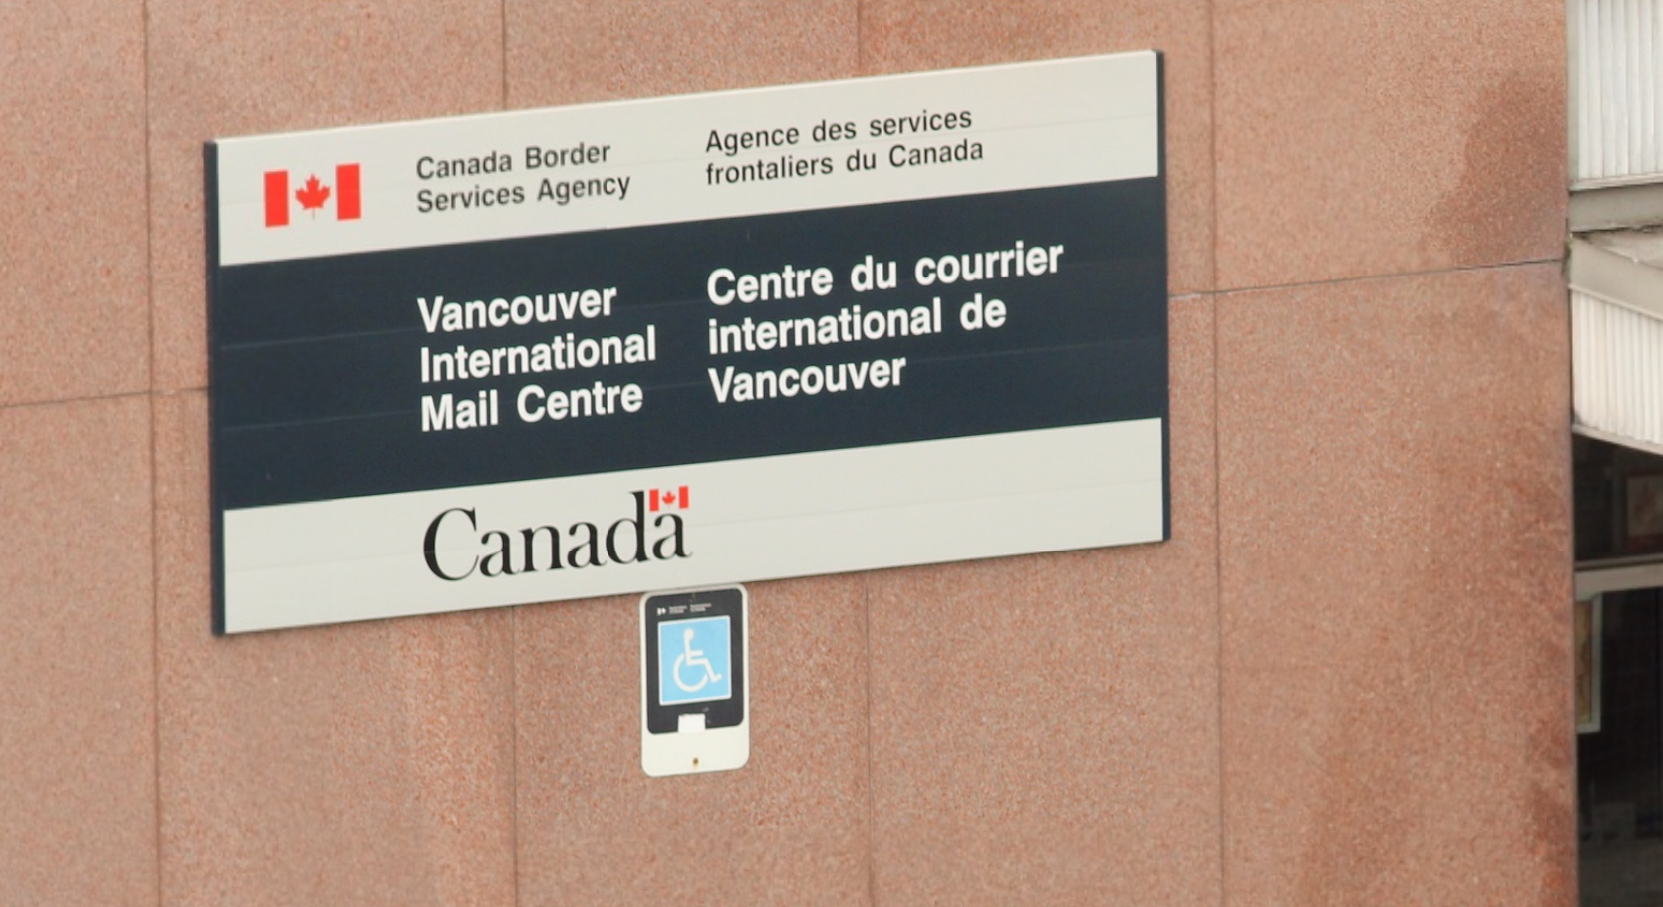 Canada Border
Services Agency
Agence des services
frontaliers du Canada
Vancouver
International
Mail Centre
Centre du courrier
international de
Vancouver
Canada